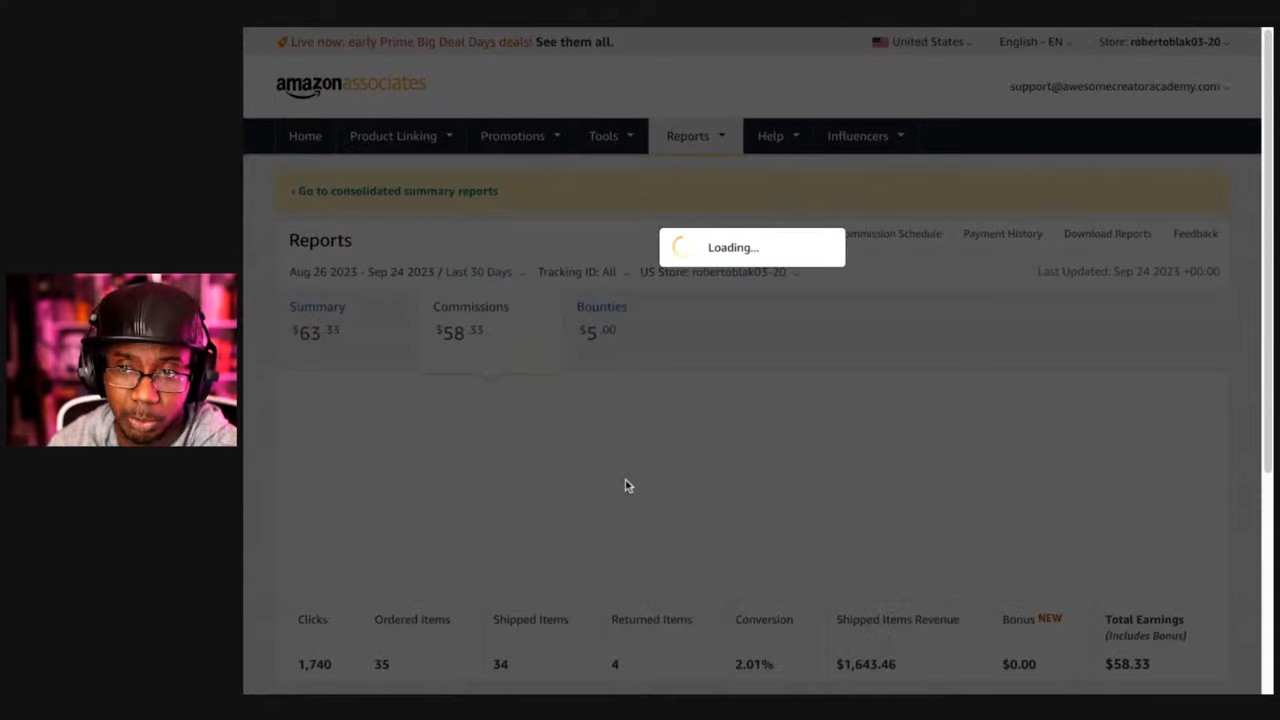 Live now: early Prime Big Deal Days deals! See them all.
United States
English - EN
Store: robertoblak03-20
amazonassociates
support@awesomecreatoracademy.com
Home
Product Linking
Promotions
Tools
Reports
Help
Influencers
‹ Go to consolidated summary reports
Reports
Loading...
ommission Schedule
Payment History
Download Reports
Feedback
Aug 26 2023 - Sep 24 2023 / Last 30 Days
Tracking ID: All
US Store: robertoblak03-20
Last Updated: Sep 24 2023 +00:00
Summary
Commissions
Bounties
$63.33
$58.33
$5.00
Clicks
Ordered Items
Shipped Items
Returned Items
Conversion
Shipped Items Revenue
Bonus NEW
Total Earnings
(Includes Bonus)
1,740
35
34
4
2.01%
$1,643.46
$0.00
$58.33